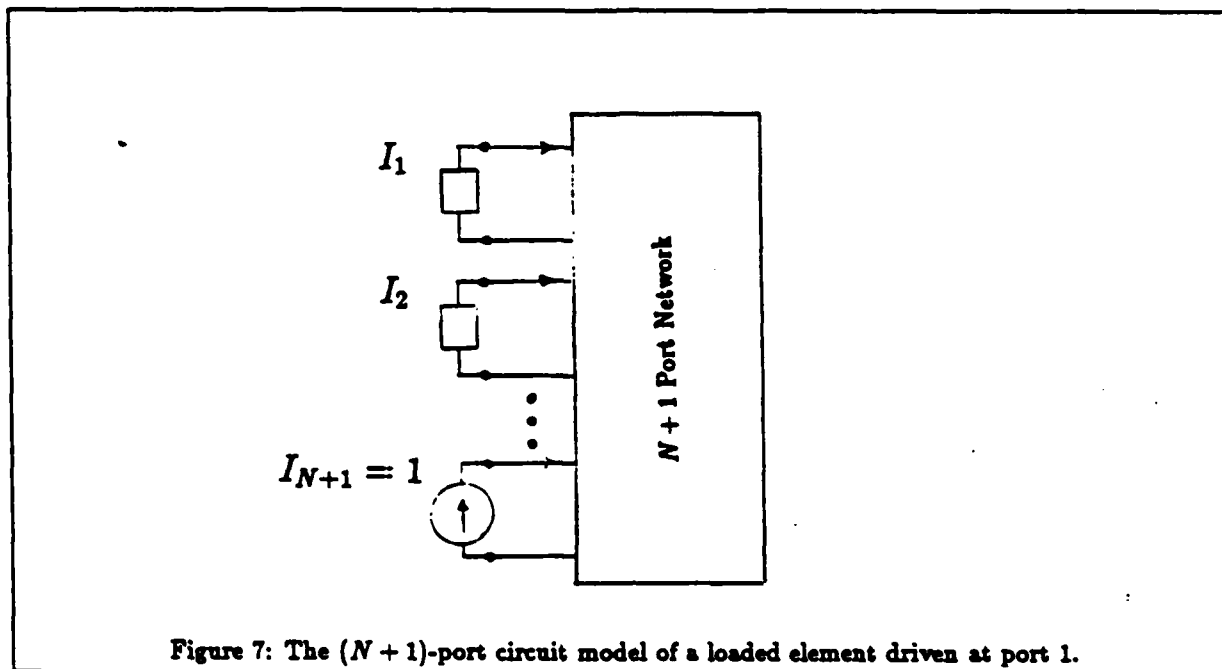 I₁
I₂
N + 1 Port Network
I_{N+1} = 1
Figure 7: The (N + 1)-port circuit model of a loaded element driven at port 1.